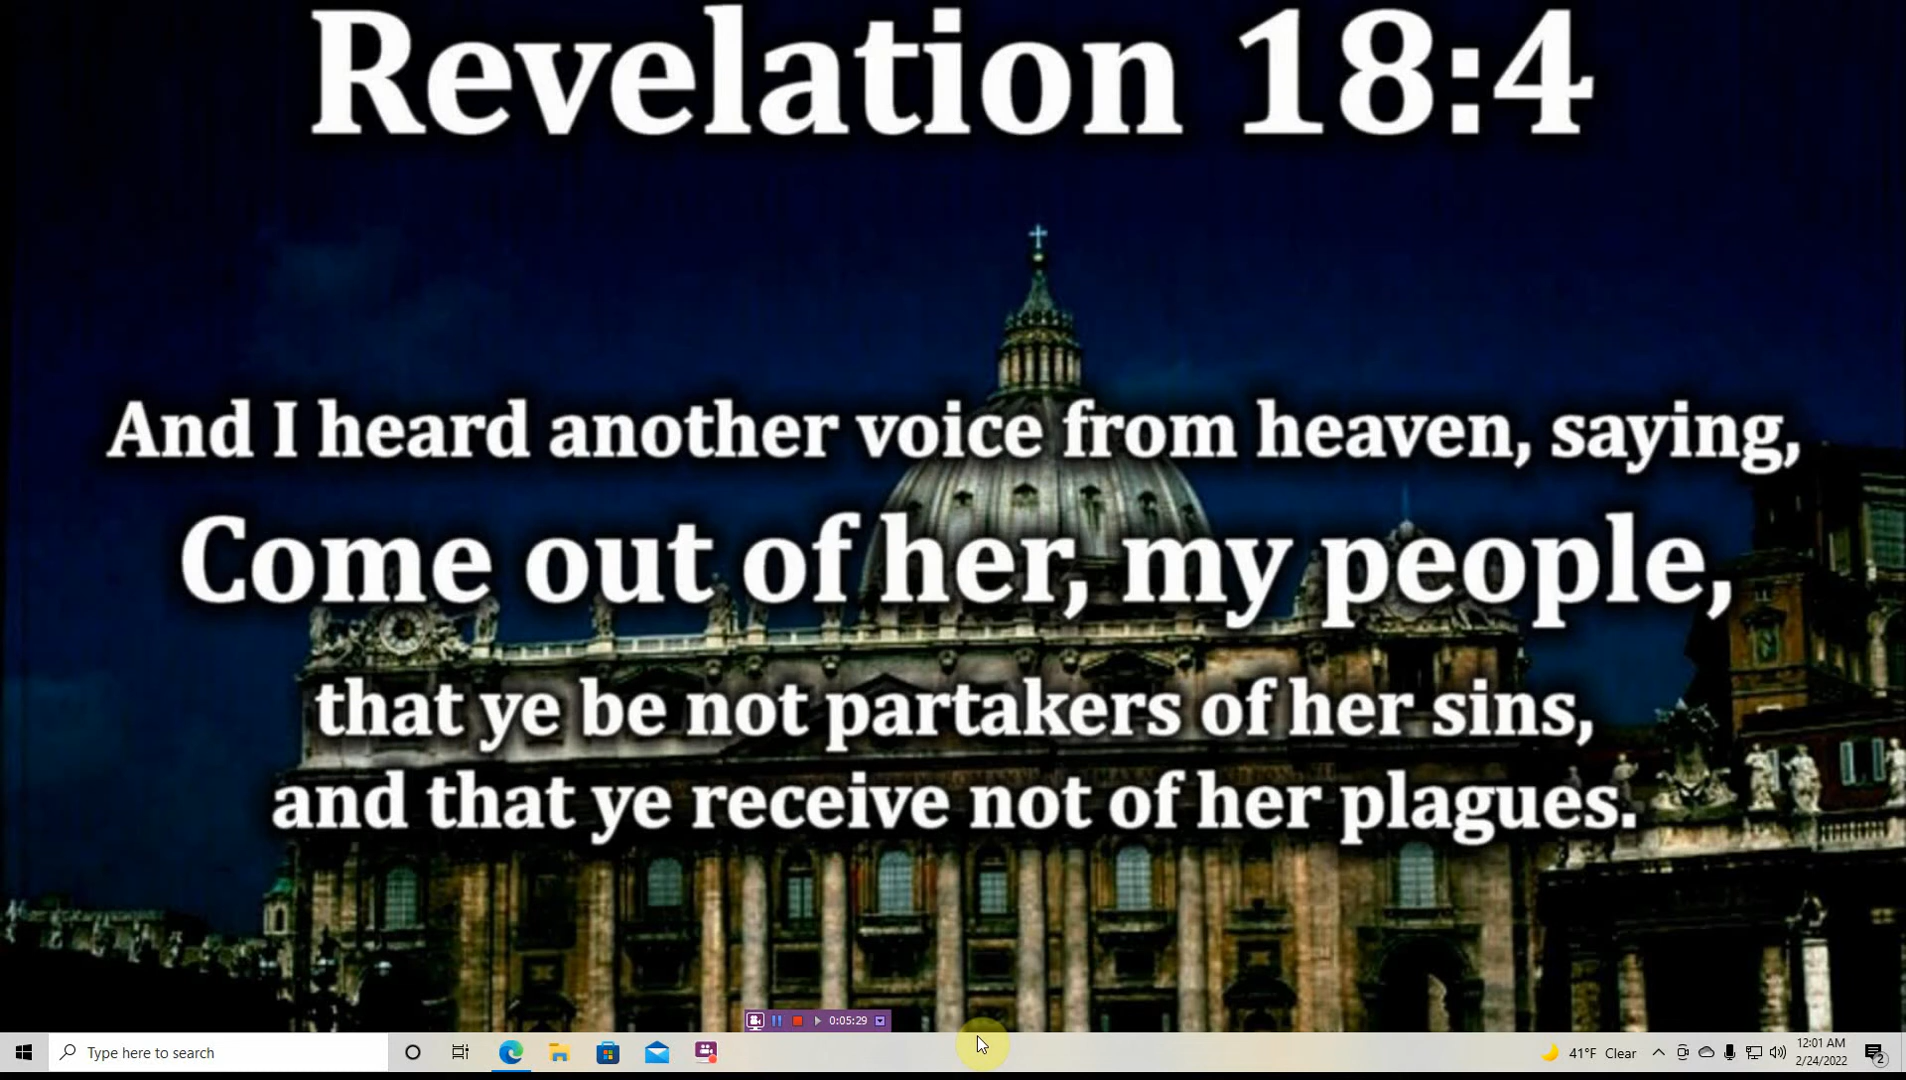 Revelation 18:4
And I heard another voice from heaven, saying,
Come out of her, my people,
that ye be not partakers of her sins,
and that ye receive not of her plagues.
0:05:29
Type here to search
41°F Clear
12:01 AM
2/24/2022
2